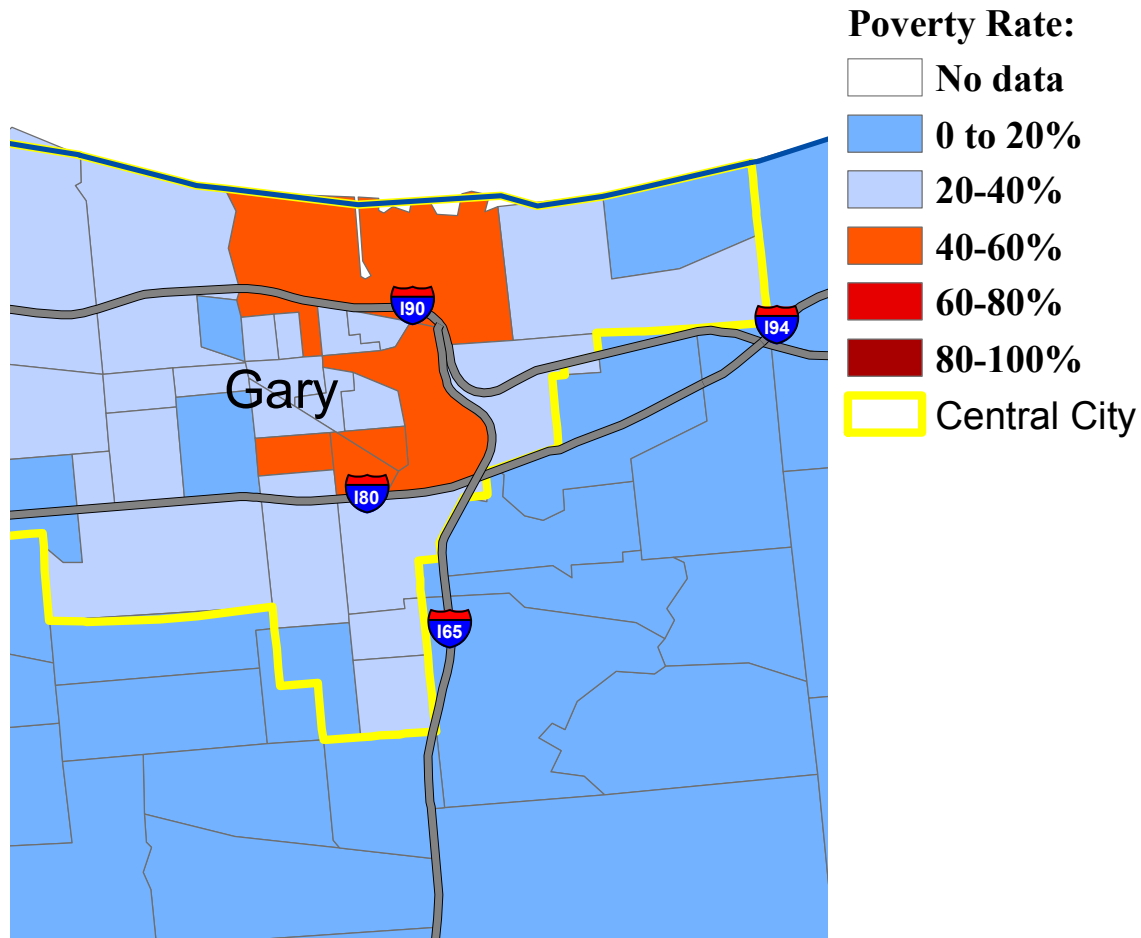 Poverty Rate:
No data
0 to 20%
20-40%
40-60%
60-80%
80-100%
Central City
I90
I94
Gary
I80
I65